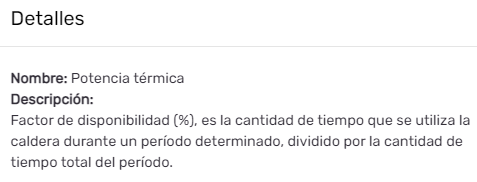 Detalles
Nombre: Potencia térmica
Descripción:
Factor de disponibilidad (%), es la cantidad de tiempo que se utiliza la
caldera durante un período determinado, dividido por la cantidad de
tiempo total del período.